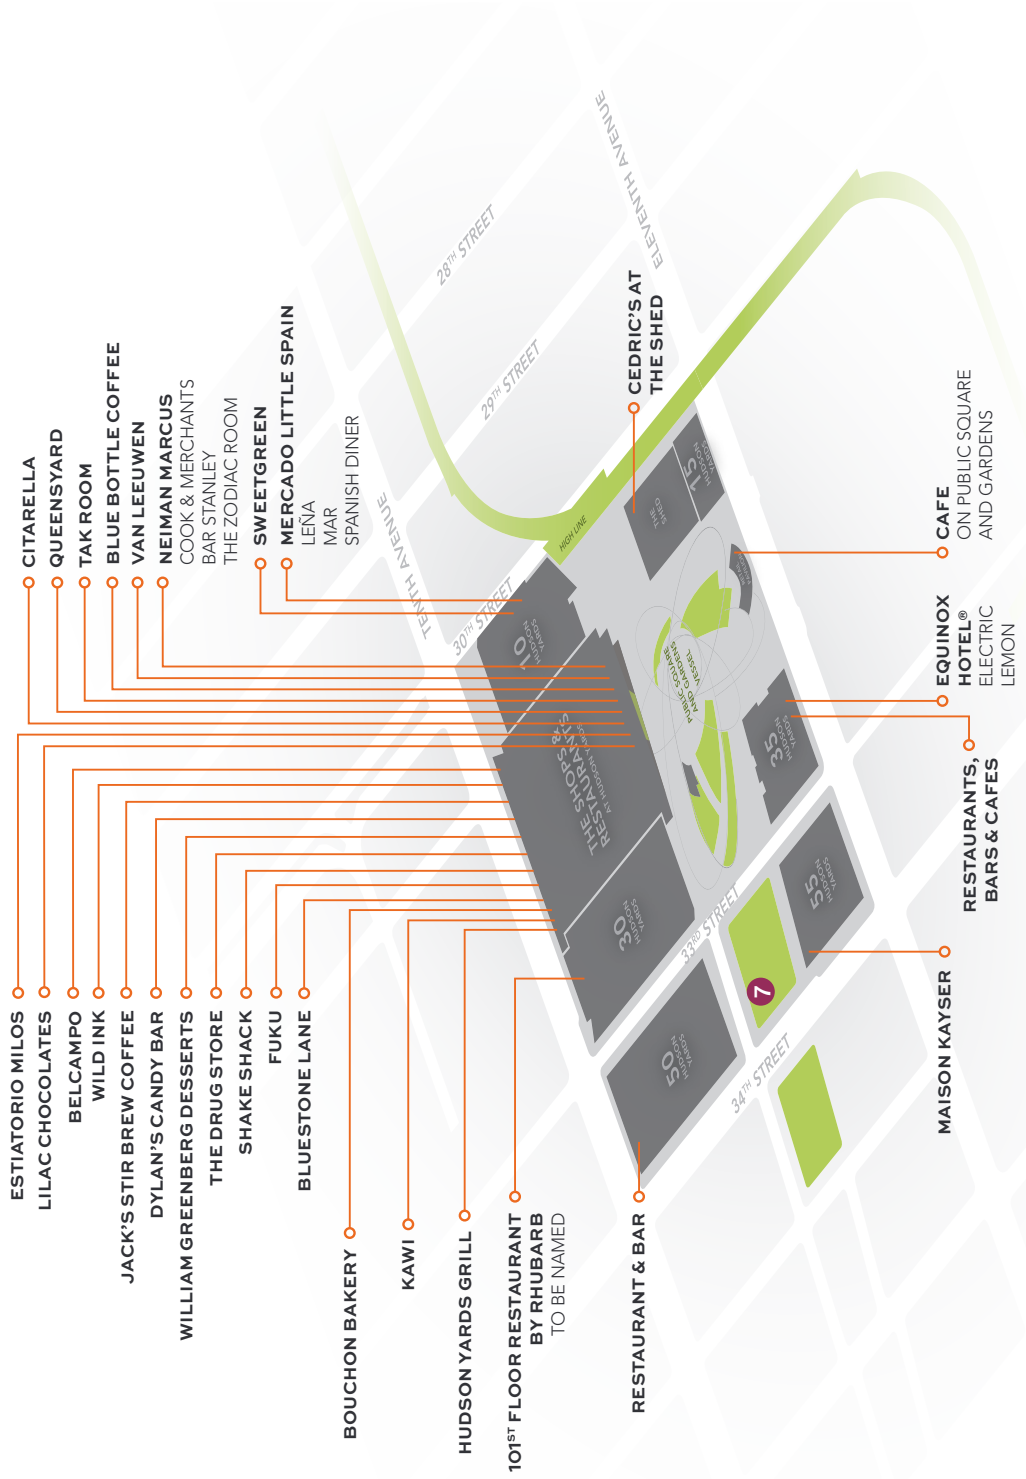 ESTIATORIO MILOS
LILAC CHOCOLATES
BELCAMPO
WILD INK
JACK'S STIR BREW COFFEE
DYLAN'S CANDY BAR
WILLIAM GREENBERG DESSERTS
THE DRUG STORE
SHAKE SHACK
FUKU
BLUESTONE LANE
BOUCHON BAKERY
KAWI
HUDSON YARDS GRILL
101ST FLOOR RESTAURANT
BY RHUBARB
TO BE NAMED
RESTAURANT & BAR
CITARELLA
QUEENSYARD
TAK ROOM
BLUE BOTTLE COFFEE
VAN LEEUWEN
NEIMAN MARCUS
COOK & MERCHANTS
BAR STANLEY
THE ZODIAC ROOM
SWEETGREEN
MERCADO LITTLE SPAIN
LEÑA
MAR
SPANISH DINER
CEDRIC'S AT
THE SHED
CAFE
ON PUBLIC SQUARE
AND GARDENS
EQUINOX
HOTEL®
ELECTRIC
LEMON
RESTAURANTS,
BARS & CAFES
MAISON KAYSER
TENTH AVENUE
ELEVENTH AVENUE
28TH STREET
29TH STREET
30TH STREET
33RD STREET
34TH STREET
HIGH LINE
10
HUDSON
YARDS
THE SHOPS &
RESTAURANTS
AT HUDSON YARDS
30
HUDSON
YARDS
50
HUDSON
YARDS
55
HUDSON
YARDS
35
HUDSON
YARDS
15
HUDSON
YARDS
THE
SHED
PUBLIC SQUARE
AND GARDENS
VESSEL
7